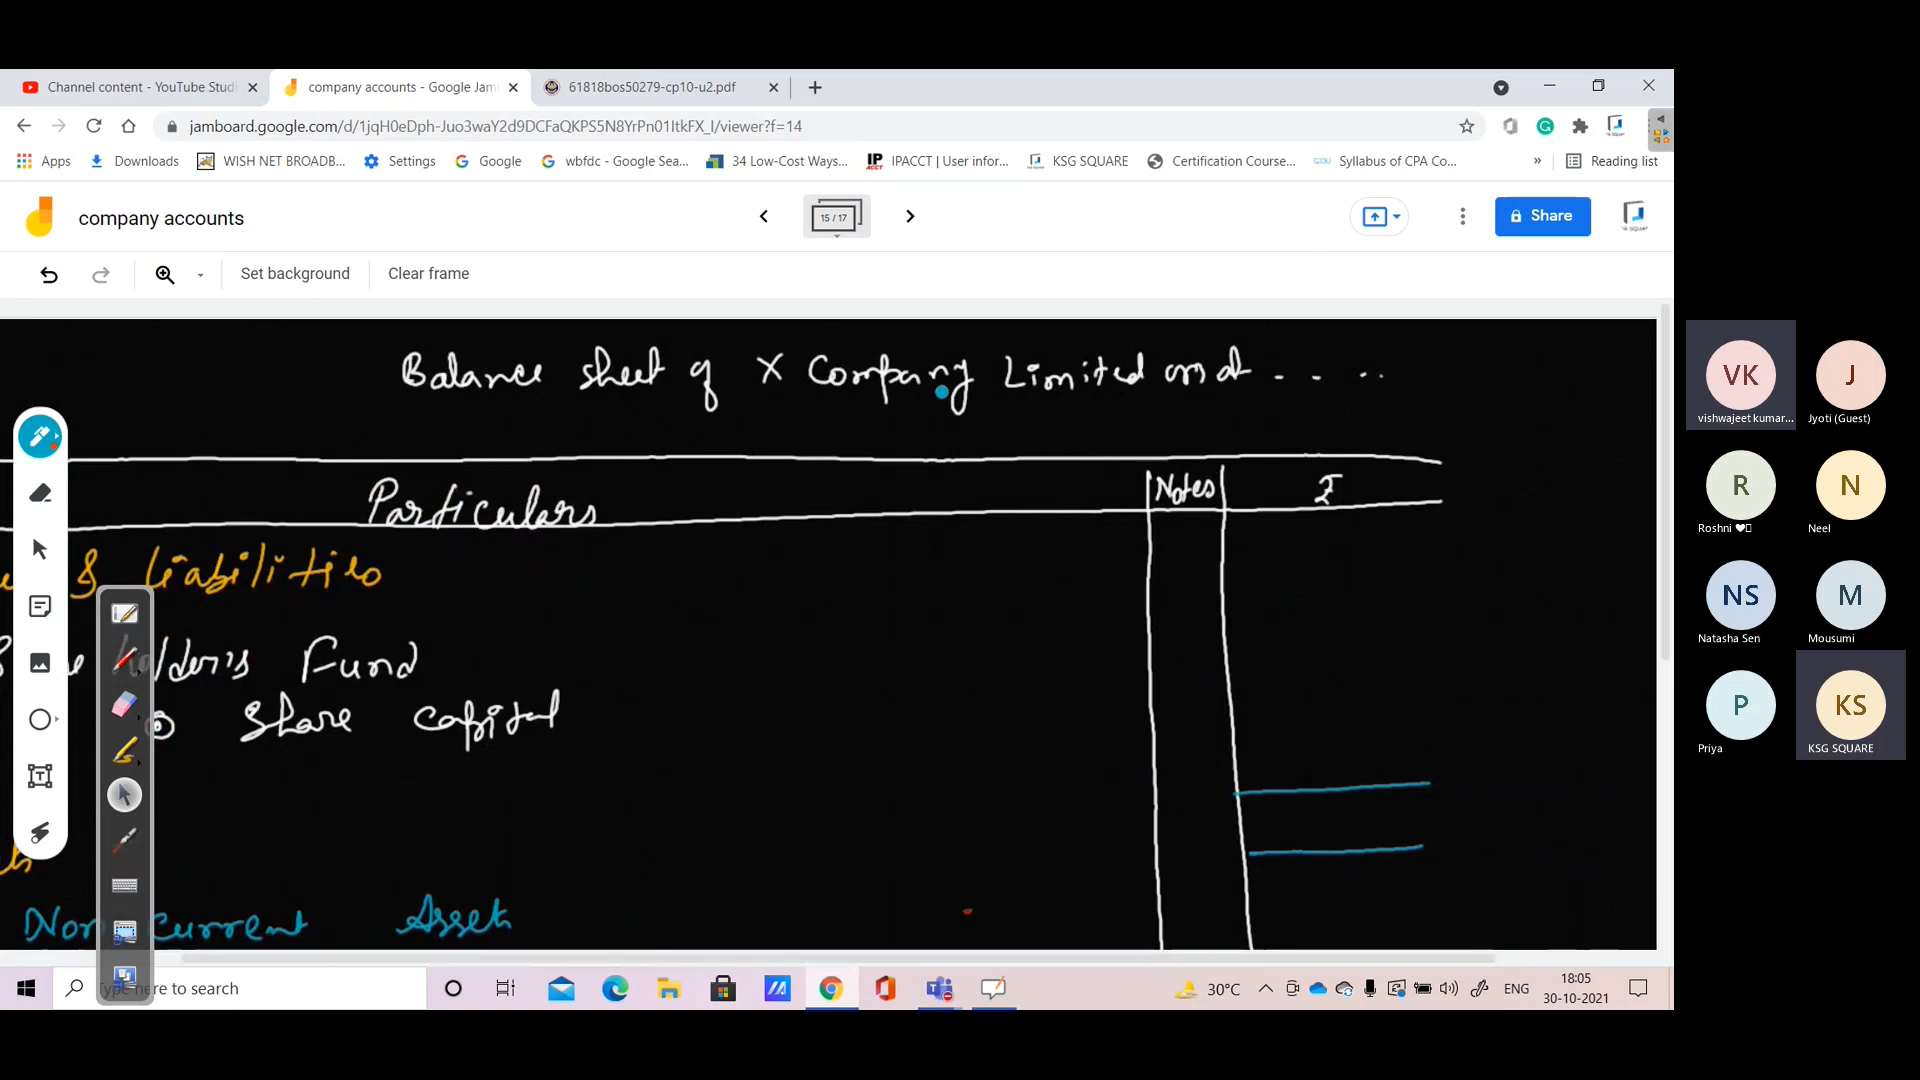 Channel content - YouTube Studi
company accounts - Google Jam
61818bos50279-cp10-u2.pdf
jamboard.google.com/d/1jqH0eDph-Juo3waY2d9DCFaQKPS5N8YrPn01ItkFX_I/viewer?f=14
Apps Downloads WISH NET BROADB... Settings Google wbfdc - Google Sea... 34 Low-Cost Ways... IPACCT | User infor... KSG SQUARE Certification Course... Syllabus of CPA Co... » Reading list
company accounts
15 / 17
Share
Set background Clear frame
Balance sheet of X Company Limited as at . . . .
Particulars Notes ₹
& Liabilities
holder's Fund
a Share capital
Non Current Asset
Type here to search
30°C
ENG
18:05
30-10-2021
VK
vishwajeet kumar...
J
Jyoti (Guest)
R
Roshni ❤
N
Neel
NS
Natasha Sen
M
Mousumi
P
Priya
KS
KSG SQUARE